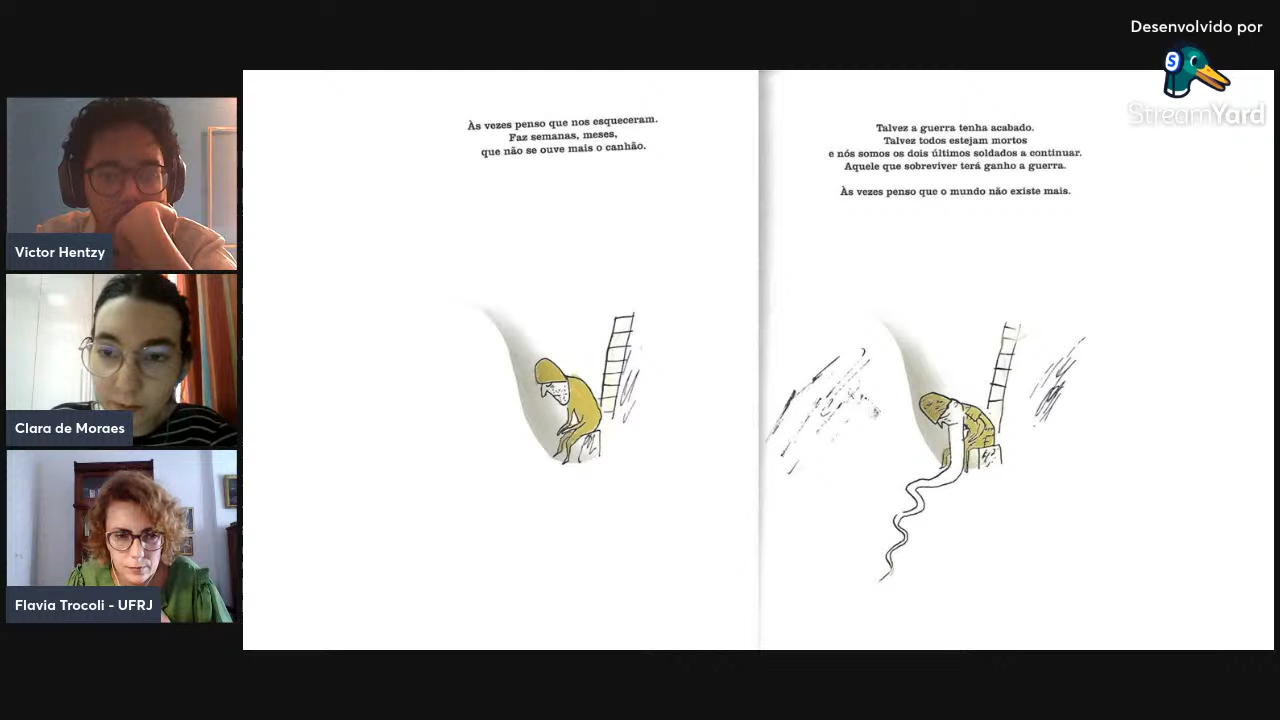 Desenvolvido por
S
StreamYard
Victor Hentzy
Clara de Moraes
Flavia Trocoli - UFRJ
Às vezes penso que nos esqueceram.
Faz semanas, meses,
que não se ouve mais o canhão.
Talvez a guerra tenha acabado.
Talvez todos estejam mortos
e nós somos os dois últimos soldados a continuar.
Aquele que sobreviver terá ganho a guerra.
Às vezes penso que o mundo não existe mais.